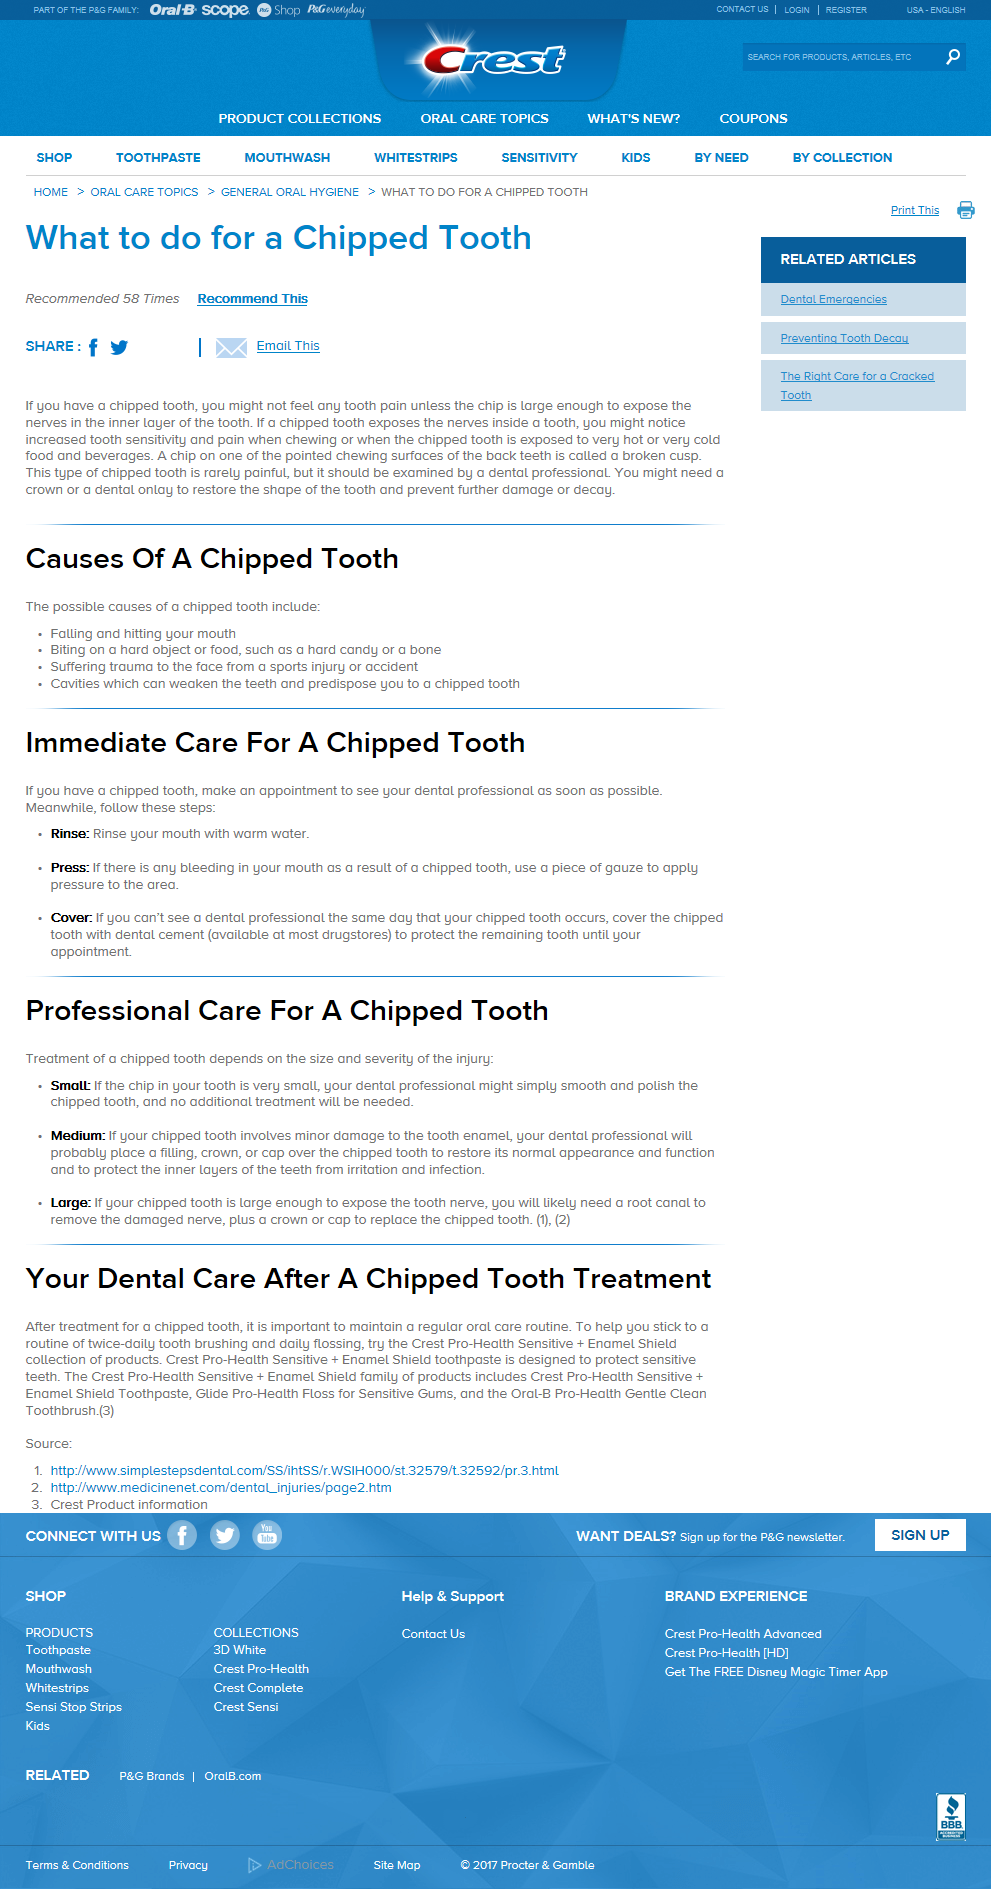 PART OF THE P&G FAMILY: Oral-B scope. P&G Shop P&G everyday
CONTACT US | LOGIN | REGISTER USA - ENGLISH
Crest
SEARCH FOR PRODUCTS, ARTICLES, ETC
PRODUCT COLLECTIONS ORAL CARE TOPICS WHAT'S NEW? COUPONS
SHOP TOOTHPASTE MOUTHWASH WHITESTRIPS SENSITIVITY KIDS BY NEED BY COLLECTION
HOME > ORAL CARE TOPICS > GENERAL ORAL HYGIENE > WHAT TO DO FOR A CHIPPED TOOTH
Print This
What to do for a Chipped Tooth
Recommended 58 Times Recommend This
SHARE : | Email This
RELATED ARTICLES
Dental Emergencies
Preventing Tooth Decay
The Right Care for a Cracked
Tooth
If you have a chipped tooth, you might not feel any tooth pain unless the chip is large enough to expose the
nerves in the inner layer of the tooth. If a chipped tooth exposes the nerves inside a tooth, you might notice
increased tooth sensitivity and pain when chewing or when the chipped tooth is exposed to very hot or very cold
food and beverages. A chip on one of the pointed chewing surfaces of the back teeth is called a broken cusp.
This type of chipped tooth is rarely painful, but it should be examined by a dental professional. You might need a
crown or a dental onlay to restore the shape of the tooth and prevent further damage or decay.
Causes Of A Chipped Tooth
The possible causes of a chipped tooth include:
• Falling and hitting your mouth
• Biting on a hard object or food, such as a hard candy or a bone
• Suffering trauma to the face from a sports injury or accident
• Cavities which can weaken the teeth and predispose you to a chipped tooth
Immediate Care For A Chipped Tooth
If you have a chipped tooth, make an appointment to see your dental professional as soon as possible.
Meanwhile, follow these steps:
• Rinse: Rinse your mouth with warm water.
• Press: If there is any bleeding in your mouth as a result of a chipped tooth, use a piece of gauze to apply
pressure to the area.
• Cover: If you can't see a dental professional the same day that your chipped tooth occurs, cover the chipped
tooth with dental cement (available at most drugstores) to protect the remaining tooth until your
appointment.
Professional Care For A Chipped Tooth
Treatment of a chipped tooth depends on the size and severity of the injury:
• Small: If the chip in your tooth is very small, your dental professional might simply smooth and polish the
chipped tooth, and no additional treatment will be needed.
• Medium: If your chipped tooth involves minor damage to the tooth enamel, your dental professional will
probably place a filling, crown, or cap over the chipped tooth to restore its normal appearance and function
and to protect the inner layers of the teeth from irritation and infection.
• Large: If your chipped tooth is large enough to expose the tooth nerve, you will likely need a root canal to
remove the damaged nerve, plus a crown or cap to replace the chipped tooth. (1), (2)
Your Dental Care After A Chipped Tooth Treatment
After treatment for a chipped tooth, it is important to maintain a regular oral care routine. To help you stick to a
routine of twice-daily tooth brushing and daily flossing, try the Crest Pro-Health Sensitive + Enamel Shield
collection of products. Crest Pro-Health Sensitive + Enamel Shield toothpaste is designed to protect sensitive
teeth. The Crest Pro-Health Sensitive + Enamel Shield family of products includes Crest Pro-Health Sensitive +
Enamel Shield Toothpaste, Glide Pro-Health Floss for Sensitive Gums, and the Oral-B Pro-Health Gentle Clean
Toothbrush.(3)
Source:
1. http://www.simplestepsdental.com/SS/ihtSS/r.WSIH000/st.32579/t.32592/pr.3.html
2. http://www.medicinenet.com/dental_injuries/page2.htm
3. Crest Product information
CONNECT WITH US You Tube WANT DEALS? Sign up for the P&G newsletter. SIGN UP
SHOP Help & Support BRAND EXPERIENCE
PRODUCTS
Toothpaste
Mouthwash
Whitestrips
Sensi Stop Strips
Kids
COLLECTIONS
3D White
Crest Pro-Health
Crest Complete
Crest Sensi
Contact Us
Crest Pro-Health Advanced
Crest Pro-Health [HD]
Get The FREE Disney Magic Timer App
RELATED P&G Brands | OralB.com
BBB
ACCREDITED
BUSINESS
Terms & Conditions Privacy AdChoices Site Map © 2017 Procter & Gamble